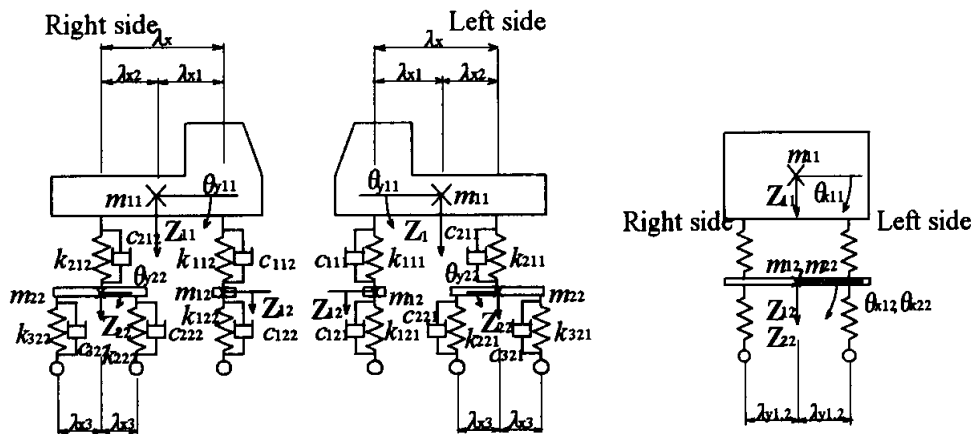 Right side
λx
λx2 λx1
θy11
m11
Z11
c212
k212
k112
c112
θy22
m22
m12
Z12
k322
c322
Z22
k222
c222
k122
c122
λx3 λx3
Left side
λx
λx1 λx2
θy11
m11
Z1
c211
c111
k111
k211
θy22
Z12
m12
m22
c121
k121
c221
k221
Z22
c321
k321
λx3 λx3
m11
Z11
θx11
Right side
Left side
m12 m22
Z12
Z22
θx12,θx22
λy1,2 λy1,2